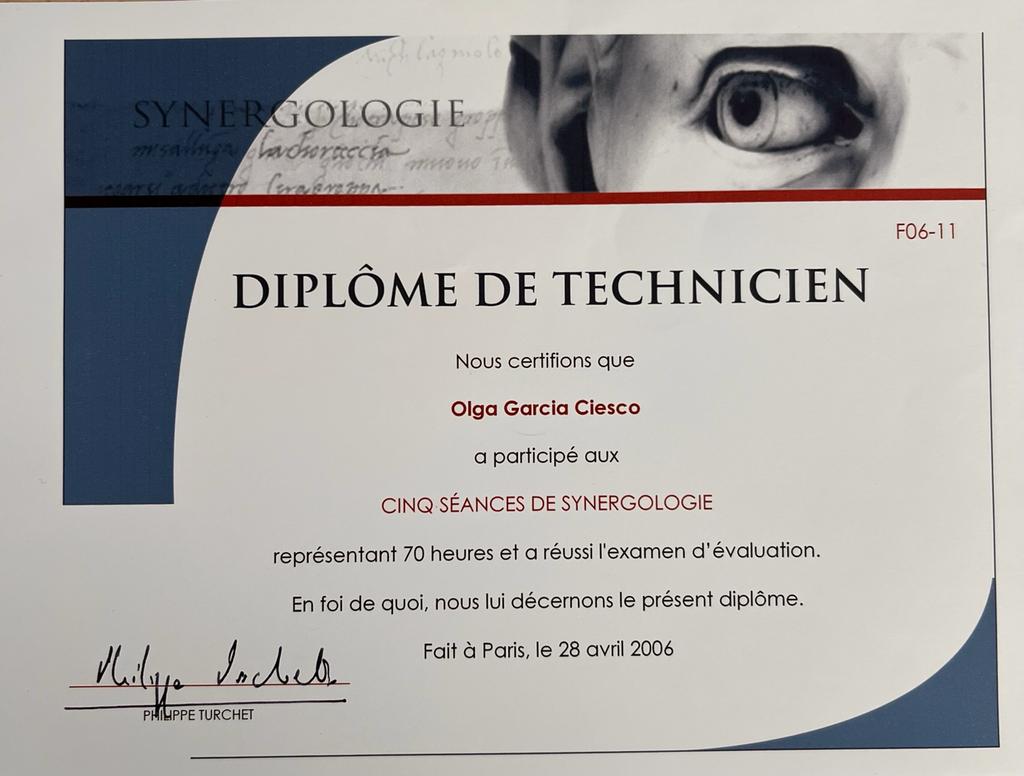 SYNERGOLOGIE
F06-11
DIPLÔME DE TECHNICIEN
Nous certifions que
Olga Garcia Ciesco
a participé aux
CINQ SÉANCES DE SYNERGOLOGIE
représentant 70 heures et a réussi l'examen d’évaluation.
En foi de quoi, nous lui décernons le présent diplôme.
Fait à Paris, le 28 avril 2006
Philippe Turchet
PHILIPPE TURCHET